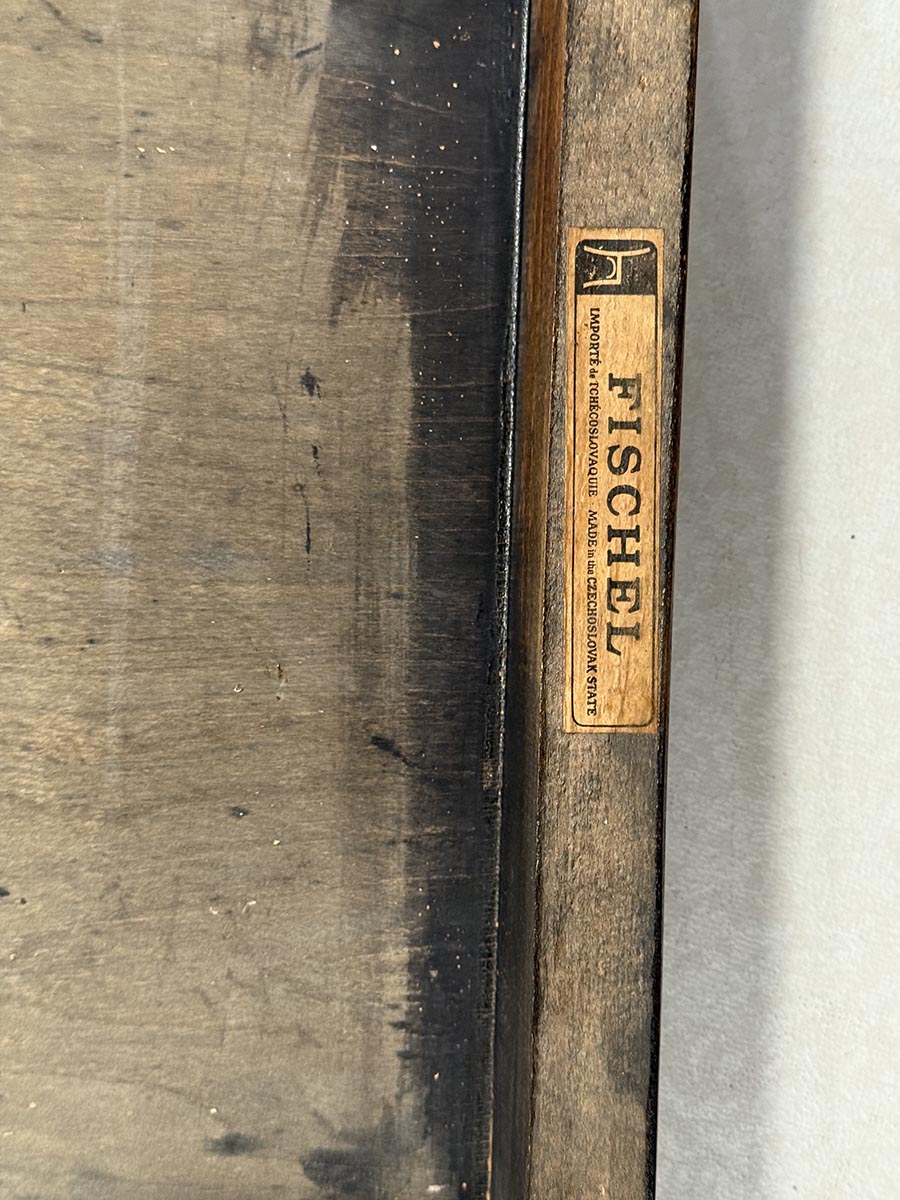 FISCHEL
IMPORTÉ de TCHÉCOSLOVAQUIE MADE in the CZECHOSLOVAK STATE